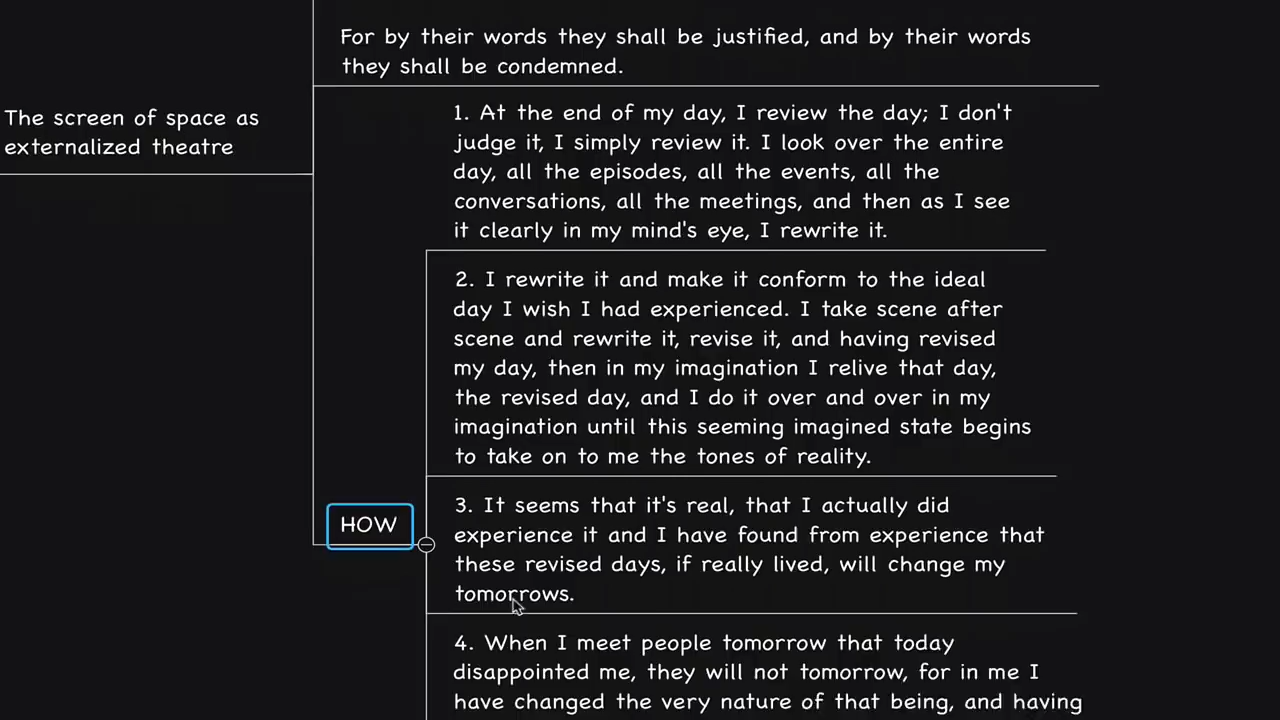 For by their words they shall be justified, and by their words
they shall be condemned.
The screen of space as
externalized theatre
1. At the end of my day, I review the day; I don't
judge it, I simply review it. I look over the entire
day, all the episodes, all the events, all the
conversations, all the meetings, and then as I see
it clearly in my mind's eye, I rewrite it.
2. I rewrite it and make it conform to the ideal
day I wish I had experienced. I take scene after
scene and rewrite it, revise it, and having revised
my day, then in my imagination I relive that day,
the revised day, and I do it over and over in my
imagination until this seeming imagined state begins
to take on to me the tones of reality.
HOW
3. It seems that it's real, that I actually did
experience it and I have found from experience that
these revised days, if really lived, will change my
tomorrows.
4. When I meet people tomorrow that today
disappointed me, they will not tomorrow, for in me I
have changed the very nature of that being, and having